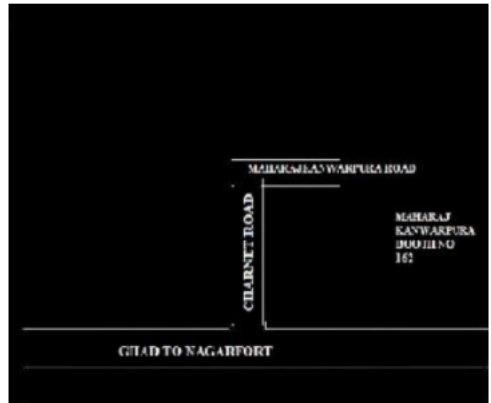 MAHARAJKANWARPURA ROAD
CHARNET ROAD
MAHARAJ
KANWARPURA
BOOTH NO
162
GHAD TO NAGARFORT